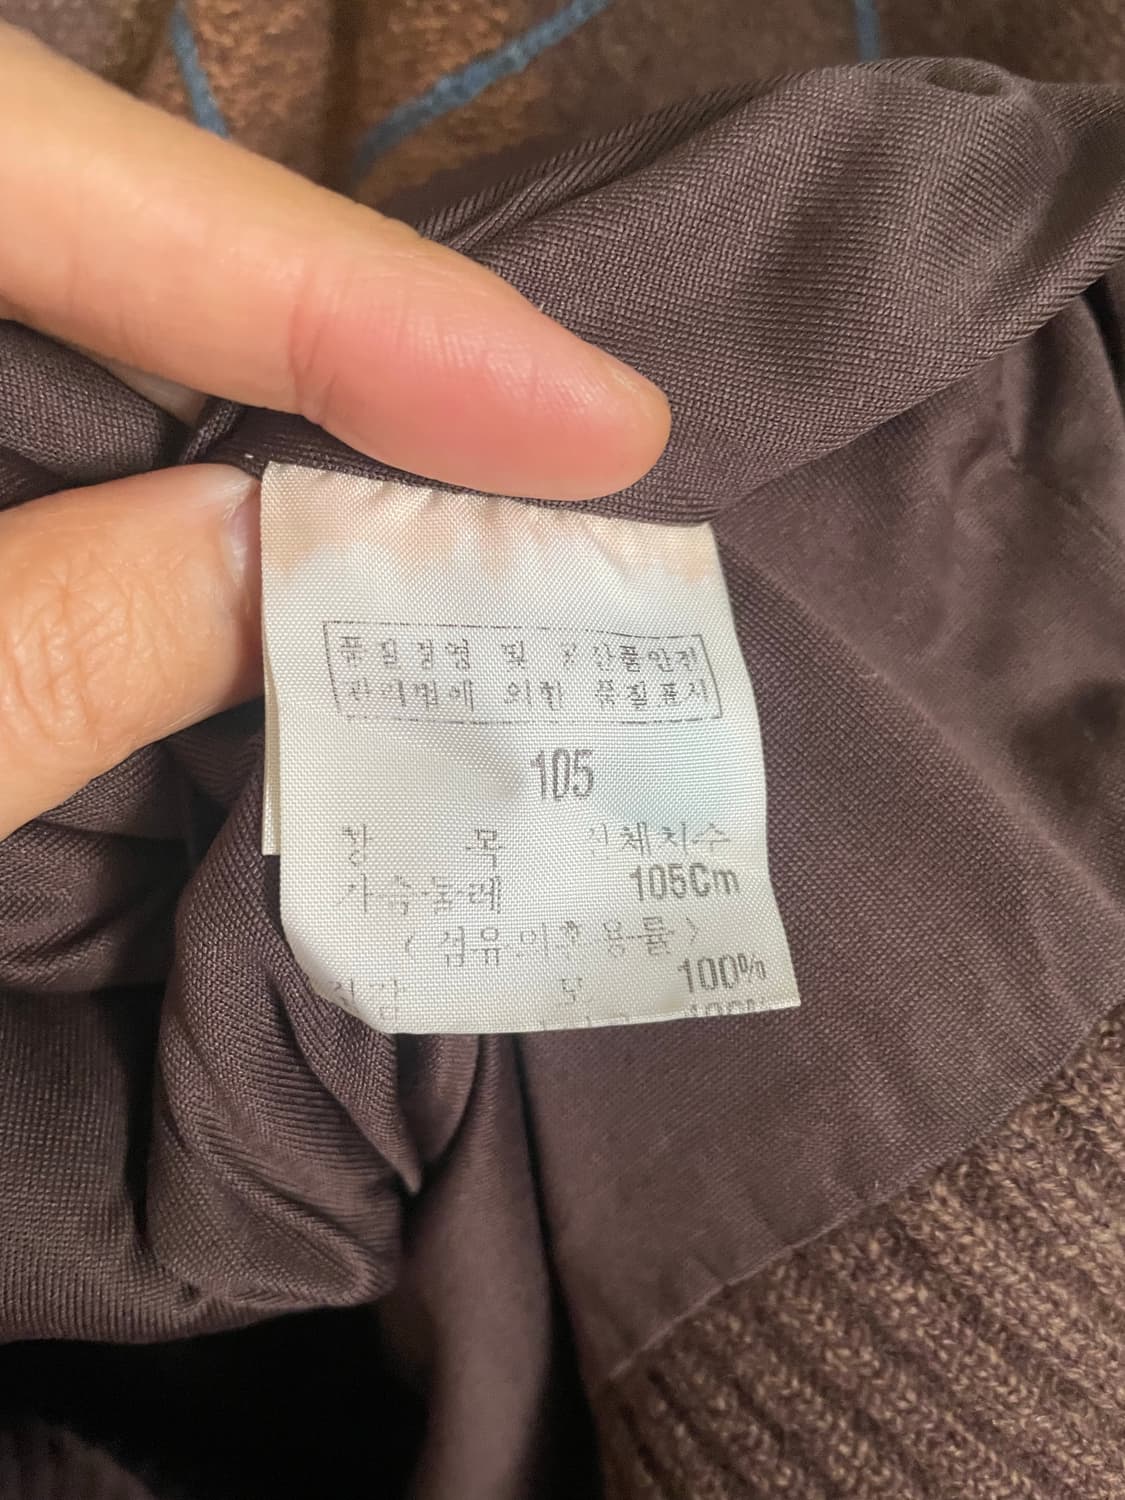 품질경영 및 공산품안전
관리법에 의한 품질표시
105
항 목 신체치수
가슴둘레 105Cm
(섬유의혼용률)
모 100%
100%